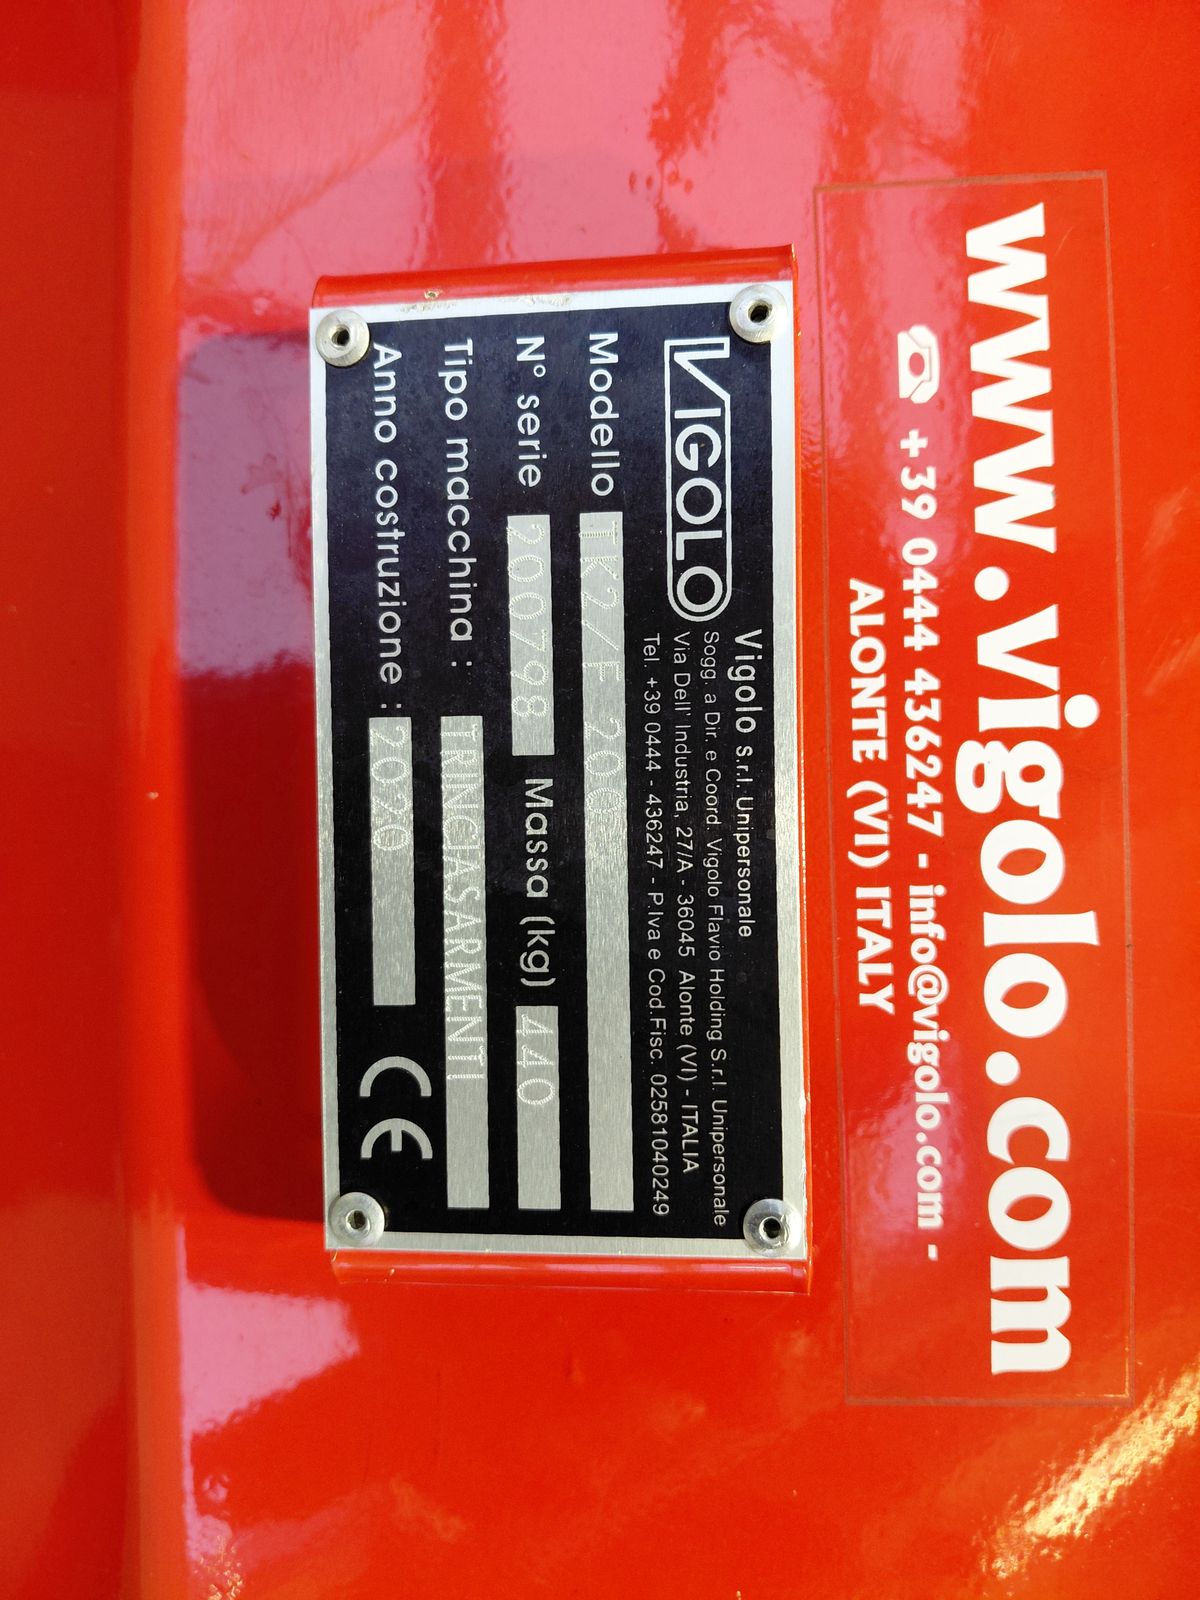 www.vigolo.com
+39 0444 436247 - info@vigolo.com -
ALONTE (VI) ITALY
VIGOLO
Vigolo s.r.l. Unipersonale
Sogg. a Dir. e Coord. Vigolo Flavio Holding S.r.l. Unipersonale
Via Dell' Industria, 27/A - 36045 Alonte (VI) - ITALIA
Tel. +39 0444 - 436247 - P.Iva e Cod.Fisc. 02581040249
Modello TK2/F 20G
N° serie 200798 Massa (kg) 440
Tipo macchina : TRINCIASARMENTI
Anno costruzione : 2020 CE